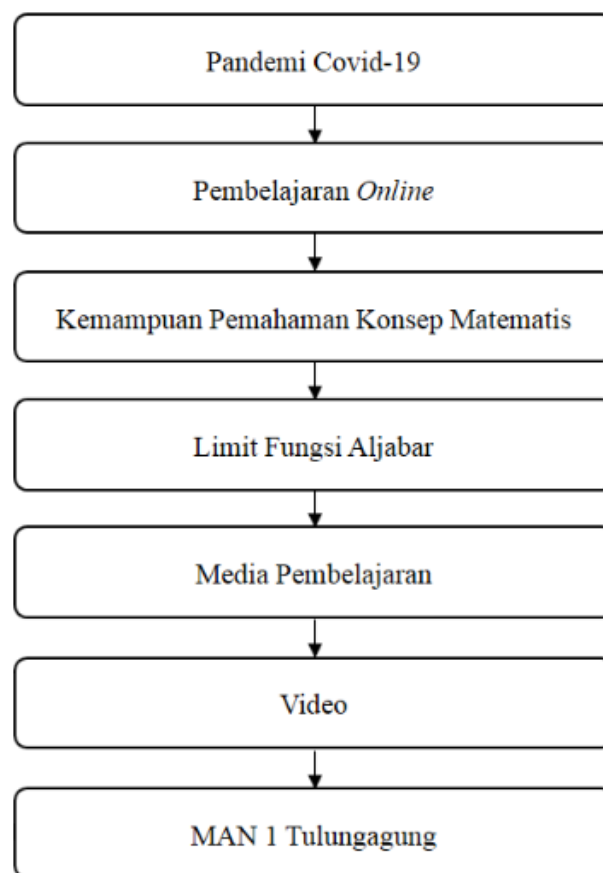 Pandemi Covid-19
Pembelajaran Online
Kemampuan Pemahaman Konsep Matematis
Limit Fungsi Aljabar
Media Pembelajaran
Video
MAN 1 Tulungagung